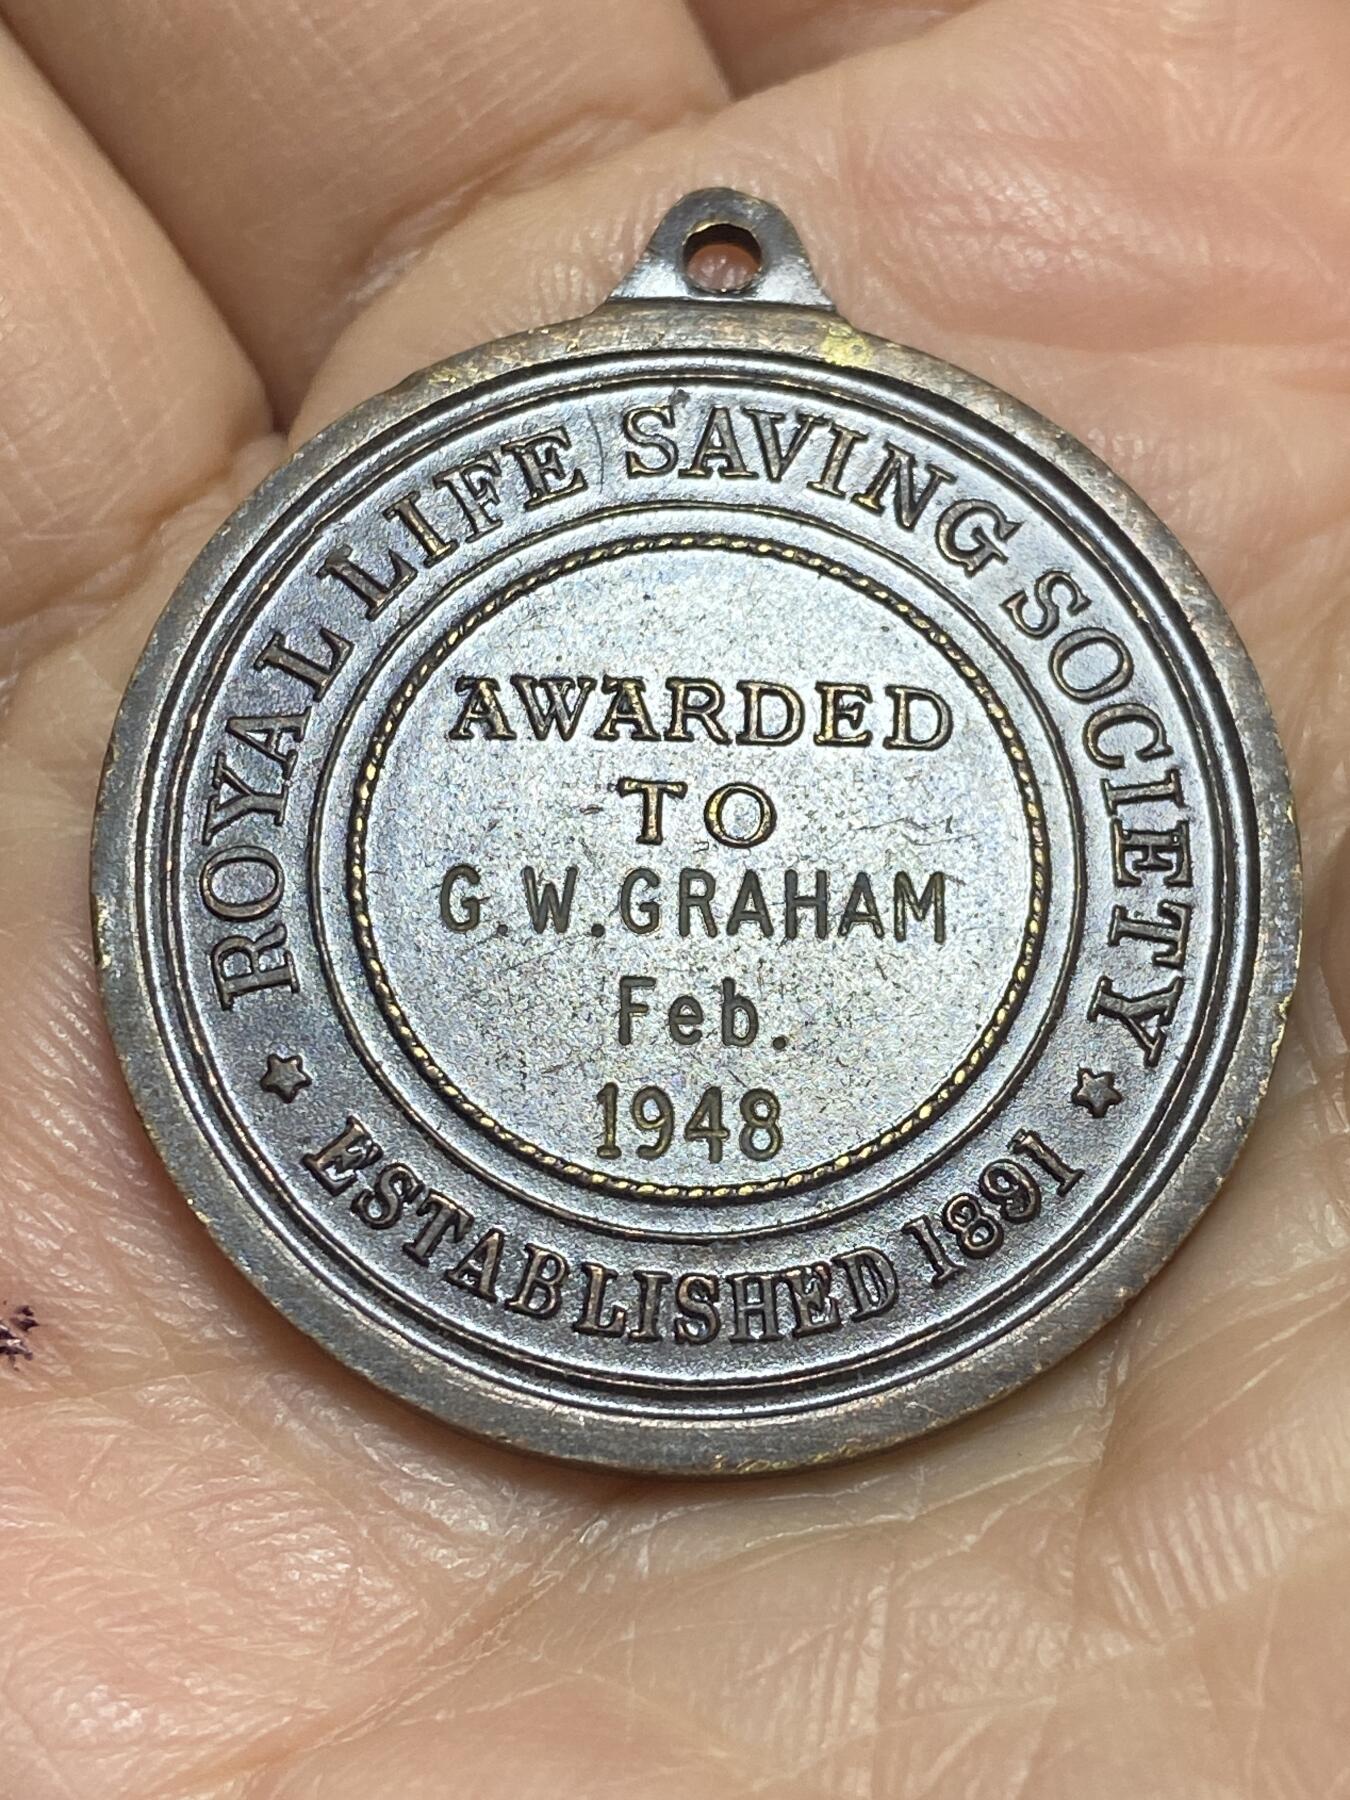 ROYAL LIFE SAVING SOCIETY
AWARDED
TO
G.W.GRAHAM
Feb.
1948
ESTABLISHED 1891